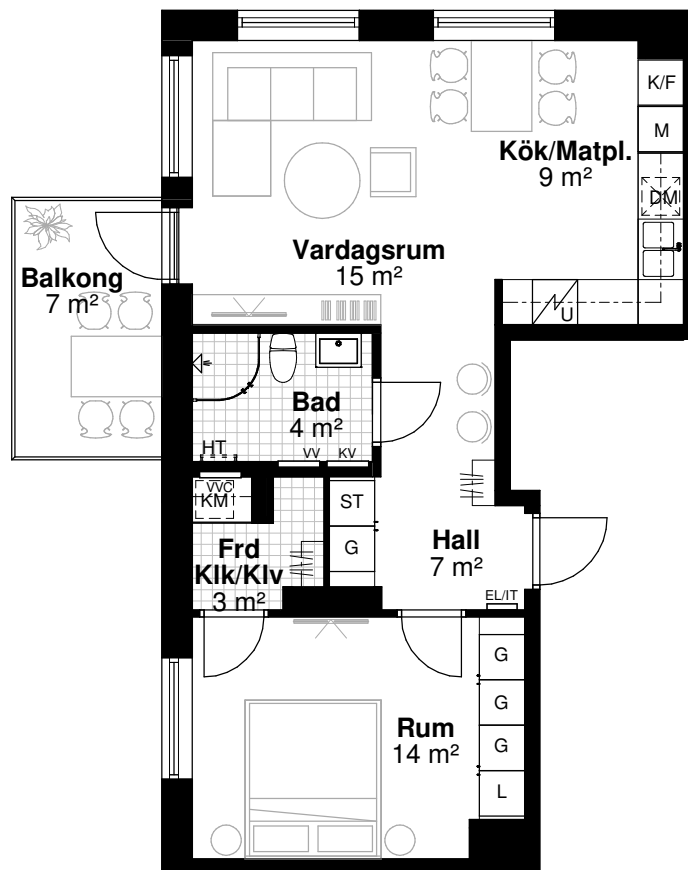 K/F
M
Kök/Matpl.
9 m²
DM
Vardagsrum
15 m²
Balkong
7 m²
U
Bad
4 m²
HT
VV
KV
VVC
KM
ST
G
Frd
Klk/Klv
3 m²
Hall
7 m²
EL/IT
G
G
G
L
Rum
14 m²